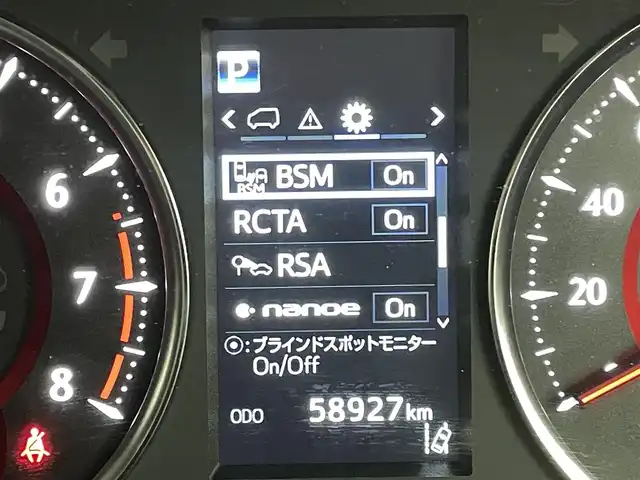 P
BSM BSM On
RCTA On
RSA
nanoe On
⦿:ブラインドスポットモニター
On/Off
ODO 58927km
6
7
8
40
20